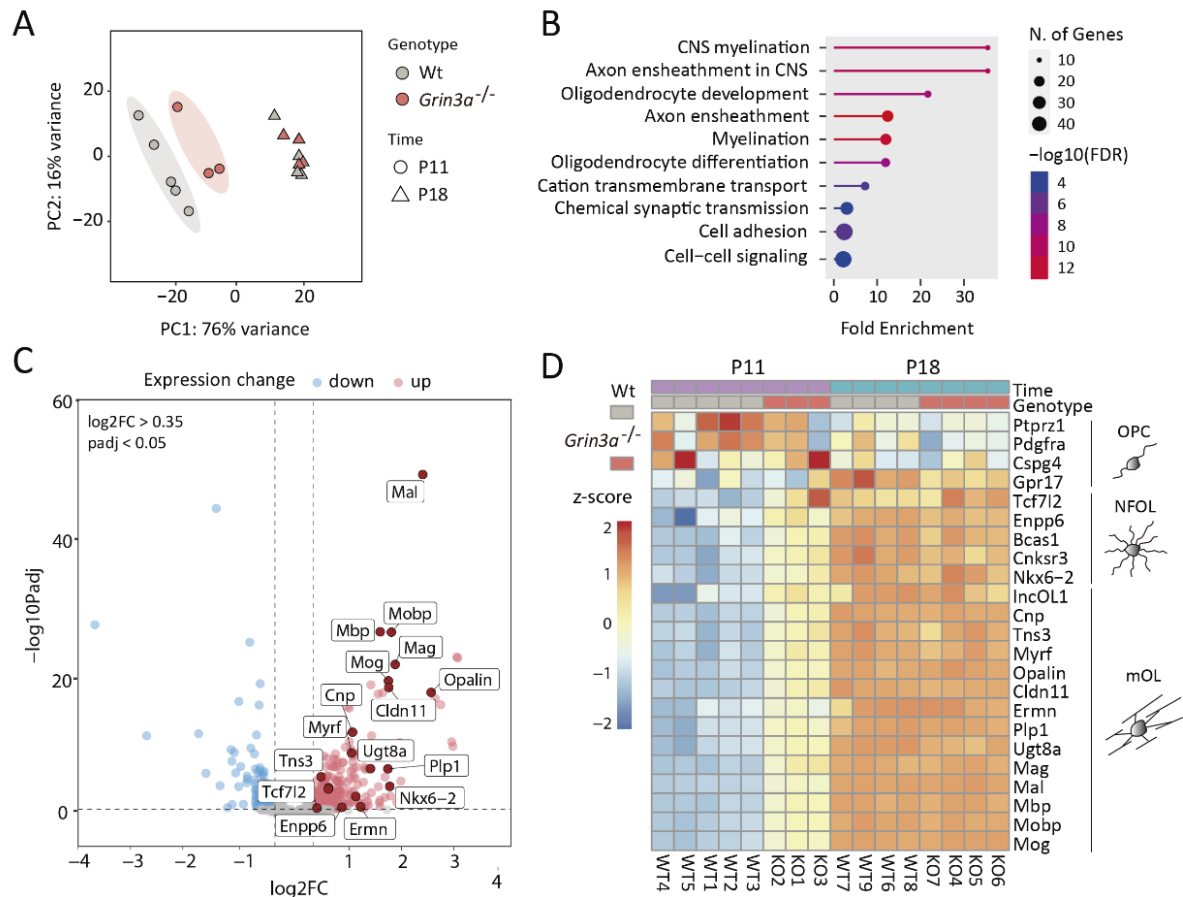 A
Genotype
Wt
Grin3a-/-
Time
P11
P18
PC2: 16% variance
20
0
−20
−20
0
20
PC1: 76% variance
B
CNS myelination
Axon ensheathment in CNS
Oligodendrocyte development
Axon ensheathment
Myelination
Oligodendrocyte differentiation
Cation transmembrane transport
Chemical synaptic transmission
Cell adhesion
Cell−cell signaling
0
10
20
30
Fold Enrichment
N. of Genes
10
20
30
40
−log10(FDR)
4
6
8
10
12
C
Expression change
down
up
log2FC > 0.35
padj < 0.05
−log10Padj
60
40
20
0
Mal
Mobp
Mbp
Mag
Mog
Opalin
Cnp
Cldn11
Myrf
Ugt8a
Tns3
Plp1
Tcf7l2
Nkx6−2
Enpp6
Ermn
−4
−3
−2
−1
1
2
3
4
log2FC
D
P11
P18
Wt
Grin3a-/-
z-score
2
1
0
−1
−2
Time
Genotype
Ptprz1
Pdgfra
Cspg4
Gpr17
Tcf7l2
Enpp6
Bcas1
Cnksr3
Nkx6−2
lncOL1
Cnp
Tns3
Myrf
Opalin
Cldn11
Ermn
Plp1
Ugt8a
Mag
Mal
Mbp
Mobp
Mog
OPC
NFOL
mOL
WT4
WT5
WT1
WT2
WT3
KO2
KO1
KO3
WT7
WT9
WT6
WT8
KO7
KO4
KO5
KO6